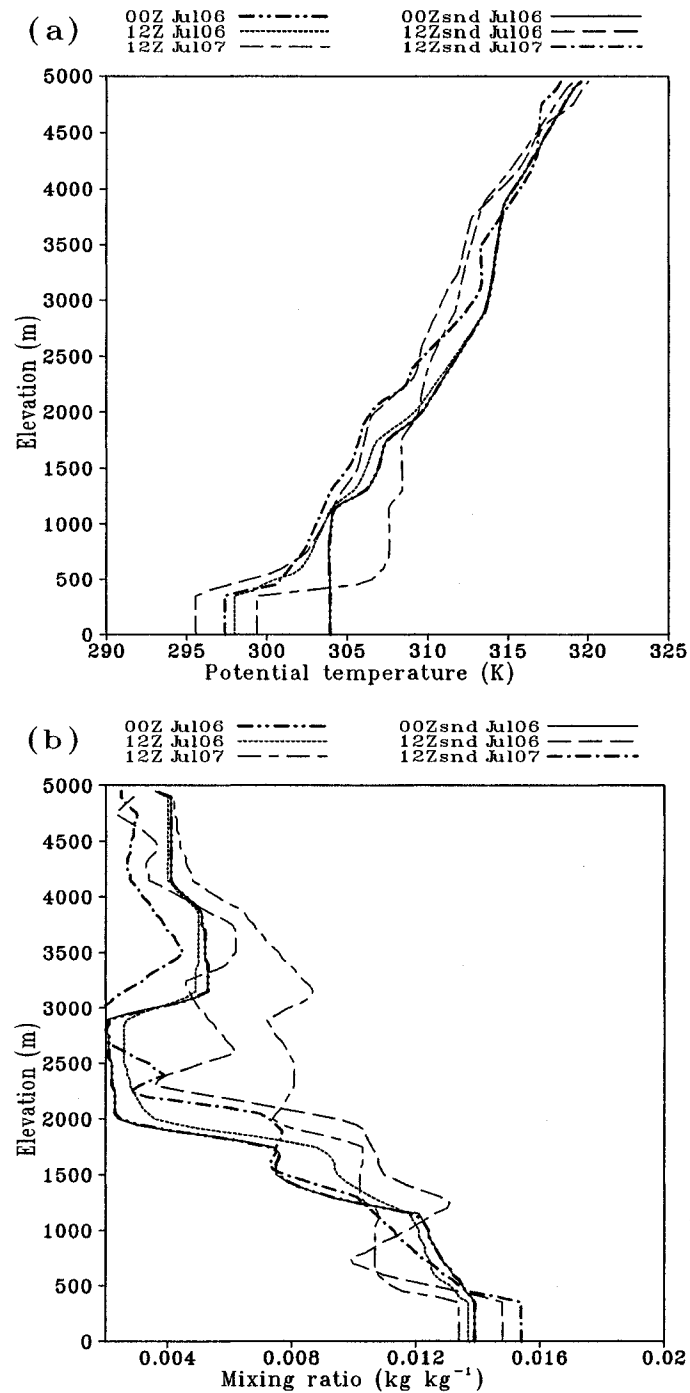 (a)
00Z Jul06
12Z Jul06
12Z Jul07
00Zsnd Jul06
12Zsnd Jul06
12Zsnd Jul07
5000
4500
4000
3500
3000
2500
2000
1500
1000
500
0
Elevation (m)
290 295 300 305 310 315 320 325
Potential temperature (K)
(b)
00Z Jul06
12Z Jul06
12Z Jul07
00Zsnd Jul06
12Zsnd Jul06
12Zsnd Jul07
5000
4500
4000
3500
3000
2500
2000
1500
1000
500
0
Elevation (m)
0.004 0.008 0.012 0.016 0.02
Mixing ratio (kg kg⁻¹)